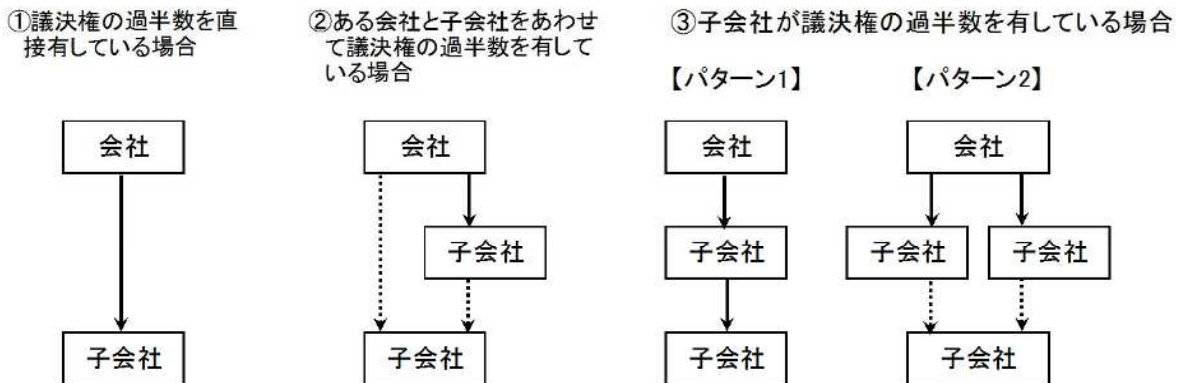 ①議決権の過半数を直
接有している場合
②ある会社と子会社をあわせ
て議決権の過半数を有して
いる場合
③子会社が議決権の過半数を有している場合
【パターン1】
【パターン2】
会社
子会社
会社
子会社
子会社
会社
子会社
子会社
会社
子会社
子会社
子会社